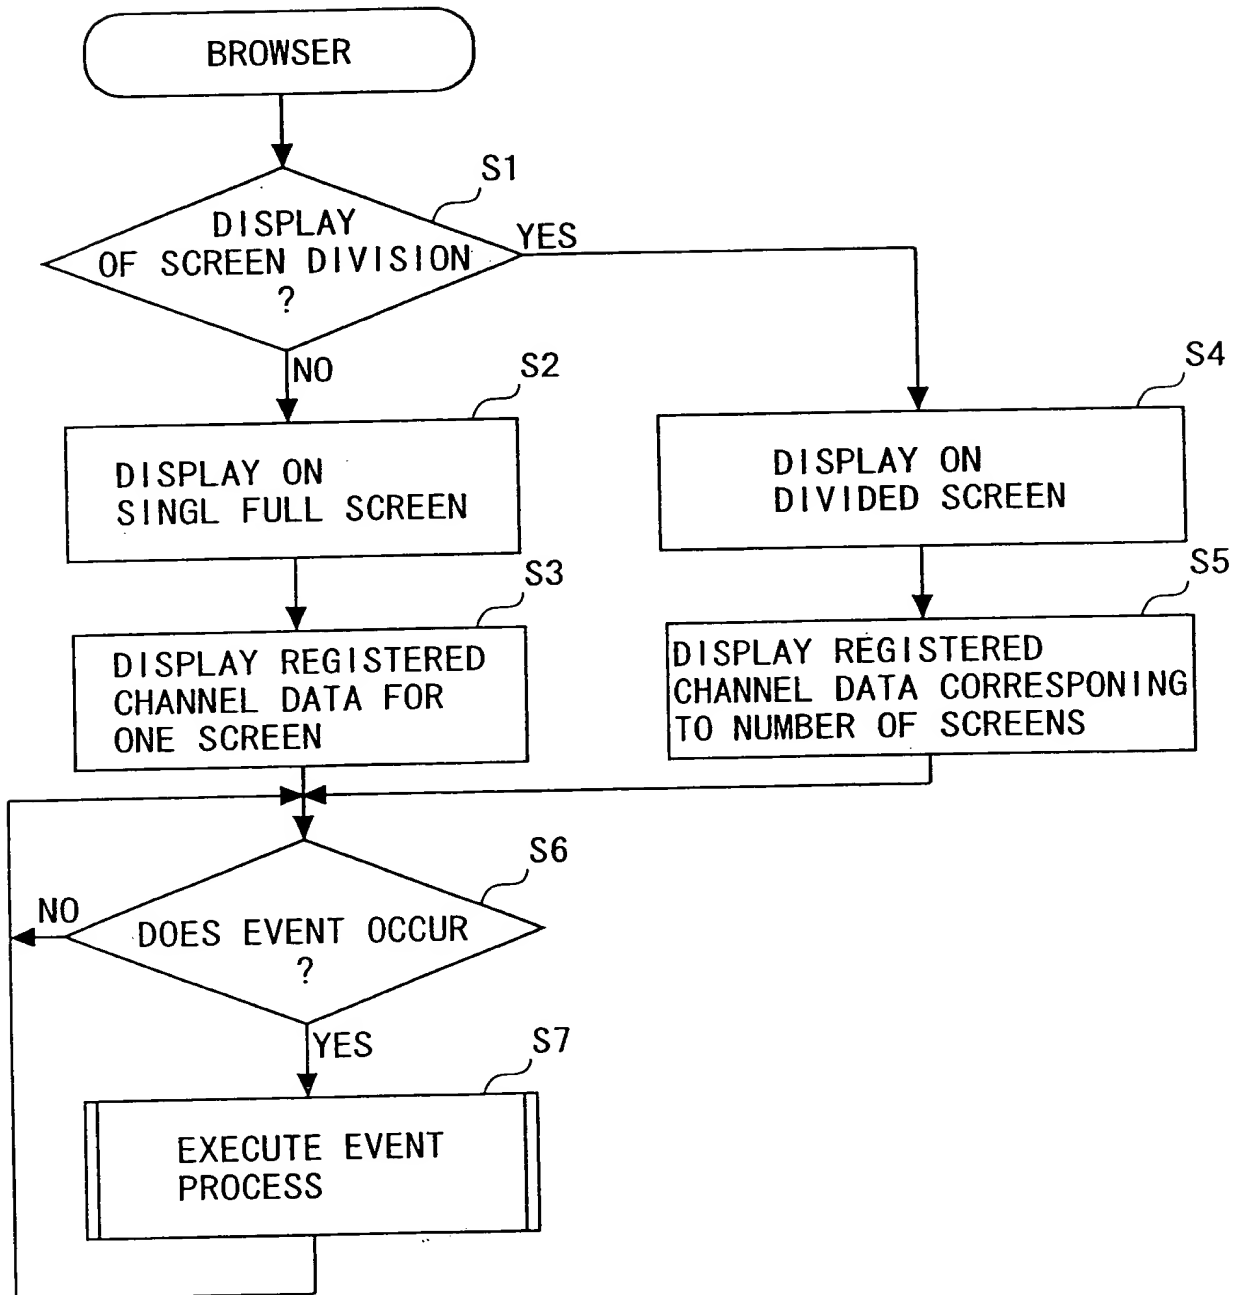 BROWSER
S1
DISPLAY
OF SCREEN DIVISION
?
YES
NO
S2
DISPLAY ON
SINGL FULL SCREEN
S4
DISPLAY ON
DIVIDED SCREEN
S3
DISPLAY REGISTERED
CHANNEL DATA FOR
ONE SCREEN
S5
DISPLAY REGISTERED
CHANNEL DATA CORRESPONING
TO NUMBER OF SCREENS
S6
NO
DOES EVENT OCCUR
?
YES
S7
EXECUTE EVENT
PROCESS